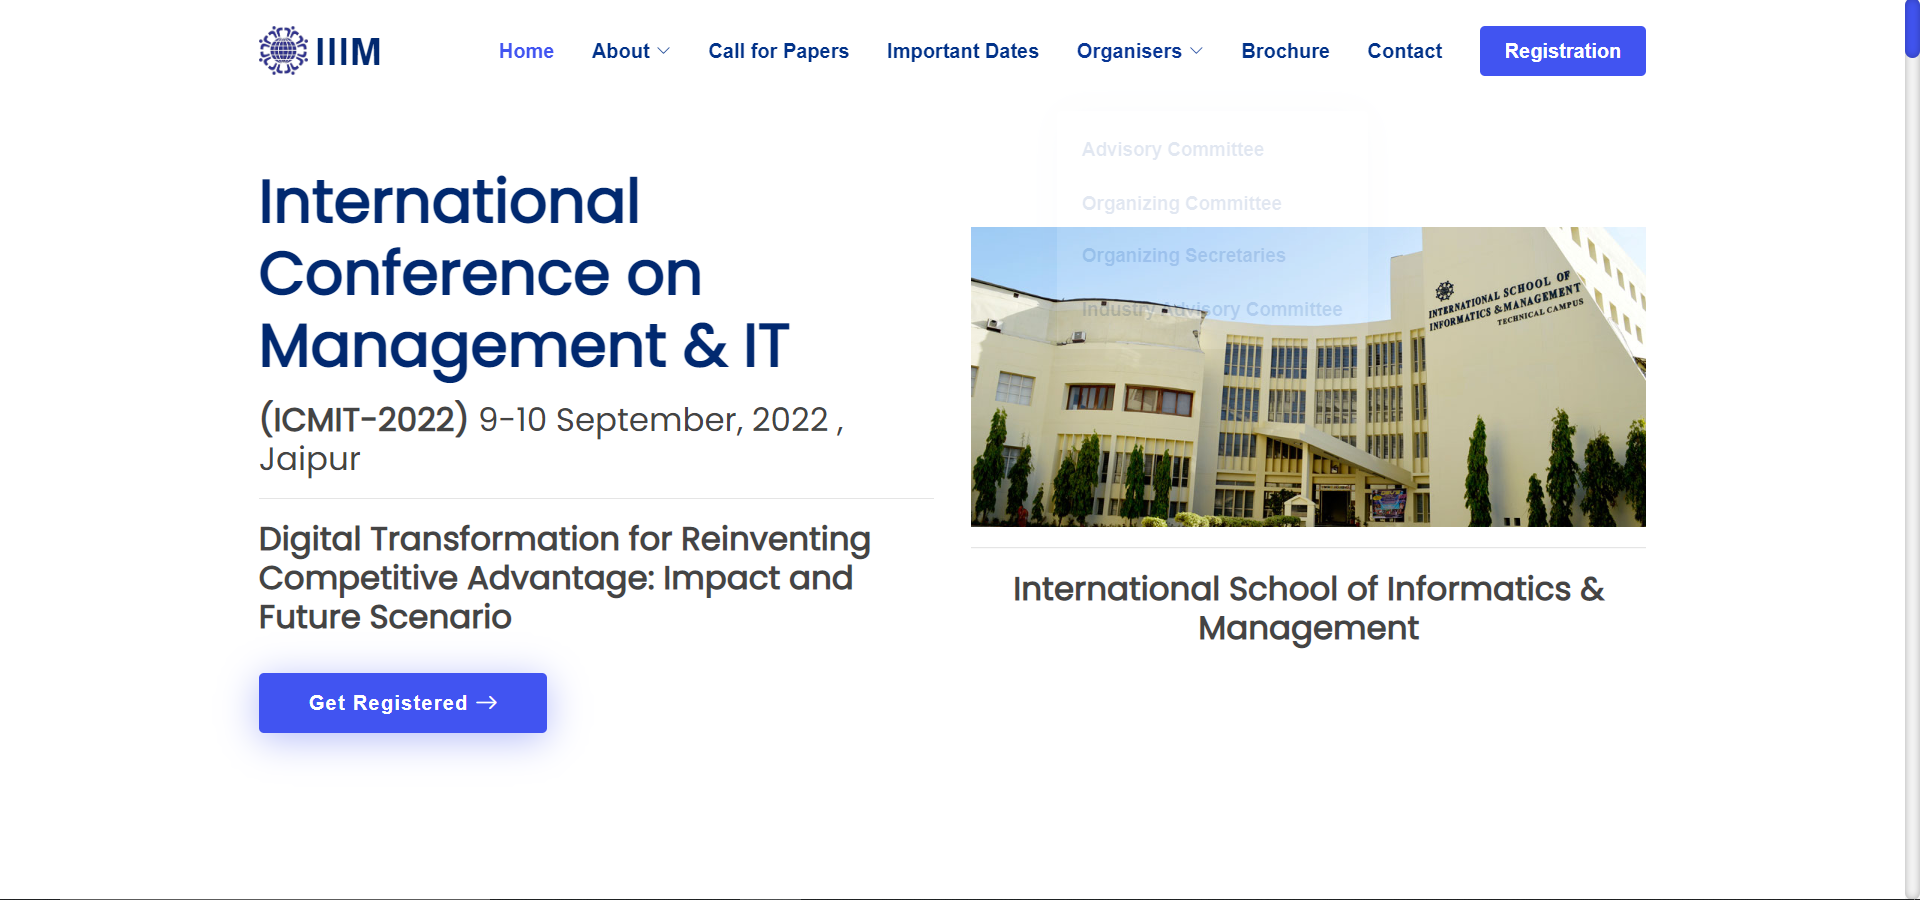 IIIM
Home
About
Call for Papers
Important Dates
Organisers
Brochure
Contact
Registration
Advisory Committee
Organizing Committee
Organizing Secretaries
Industry Advisory Committee
International
Conference on
Management & IT
(ICMIT-2022) 9-10 September, 2022 ,
Jaipur
Digital Transformation for Reinventing
Competitive Advantage: Impact and
Future Scenario
Get Registered
INTERNATIONAL SCHOOL OF
INFORMATICS & MANAGEMENT
TECHNICAL CAMPUS
International School of Informatics &
Management